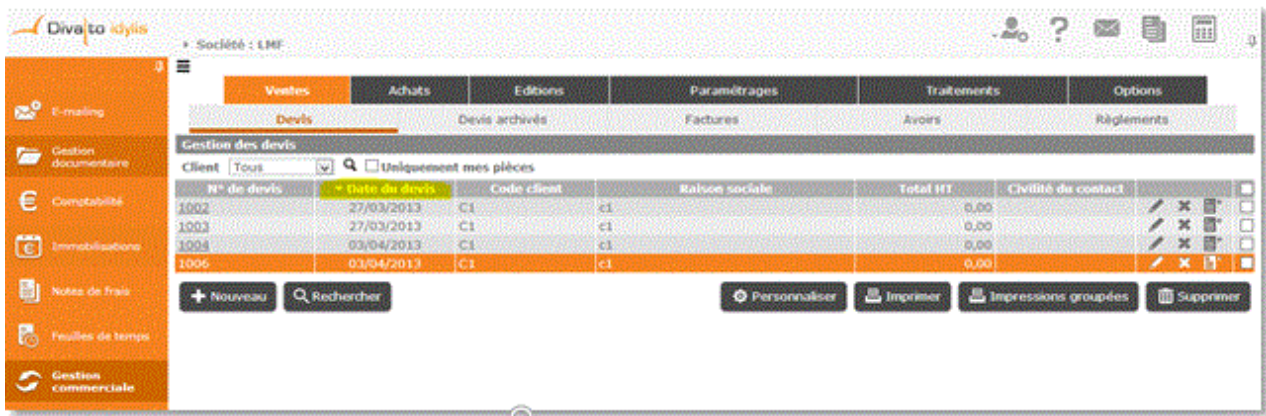 Divalto idylis
Société : LMF
Ventes Achats Editions Paramétrages Traitements Options
Devis Devis archivés Factures Avoirs Règlements
Gestion des devis
Client Tous Uniquement mes pièces
N° de devis Date du devis Code client Raison sociale Total HT Civilité du contact
1002 27/03/2013 C1 c1 0,00
1003 27/03/2013 C1 c1 0,00
1004 03/04/2013 C1 c1 0,00
1006 03/04/2013 C1 c1 0,00
Nouveau Rechercher Personnaliser Imprimer Impressions groupées Supprimer
E-mailing
Gestion
documentaire
Comptabilité
Immobilisations
Notes de frais
Feuilles de temps
Gestion
commerciale